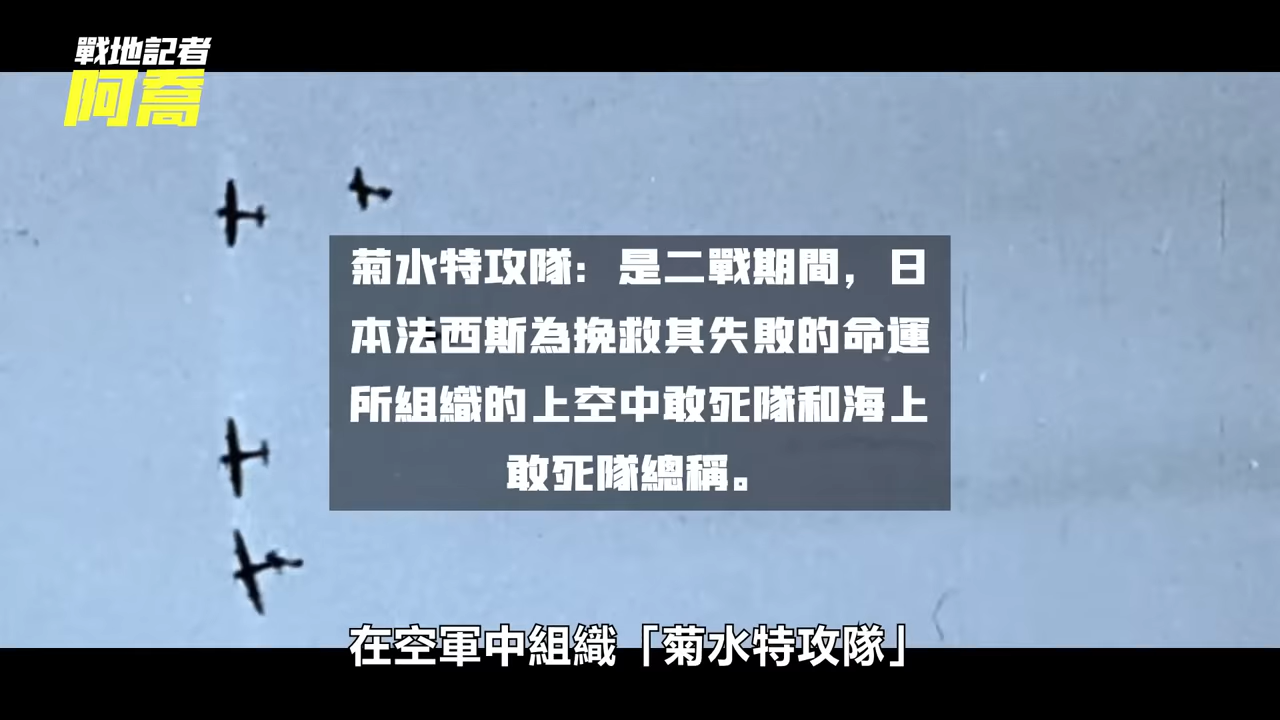 戰地記者
阿喬
菊水特攻隊：是二戰期間，日
本法西斯為挽救其失敗的命運
所組織的上空中敢死隊和海上
敢死隊總稱。
在空軍中組織「菊水特攻隊」